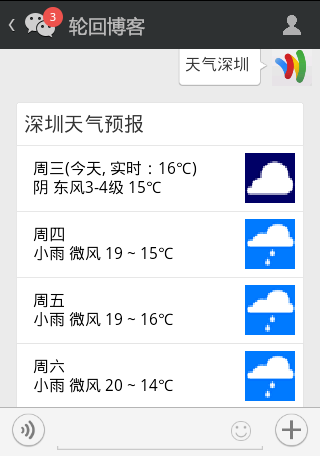 3
轮回博客
天气深圳
深圳天气预报
周三(今天, 实时：16℃)
阴 东风3-4级 15℃
周四
小雨 微风 19 ~ 15℃
周五
小雨 微风 19 ~ 16℃
周六
小雨 微风 20 ~ 14℃